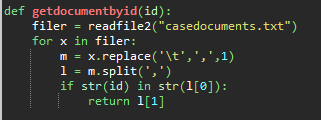 def getdocumentbyid(id):
    filer = readfile2("casedocuments.txt")
    for x in filer:
        m = x.replace('\t',',',1)
        l = m.split(',')
        if str(id) in str(l[0]):
            return l[1]